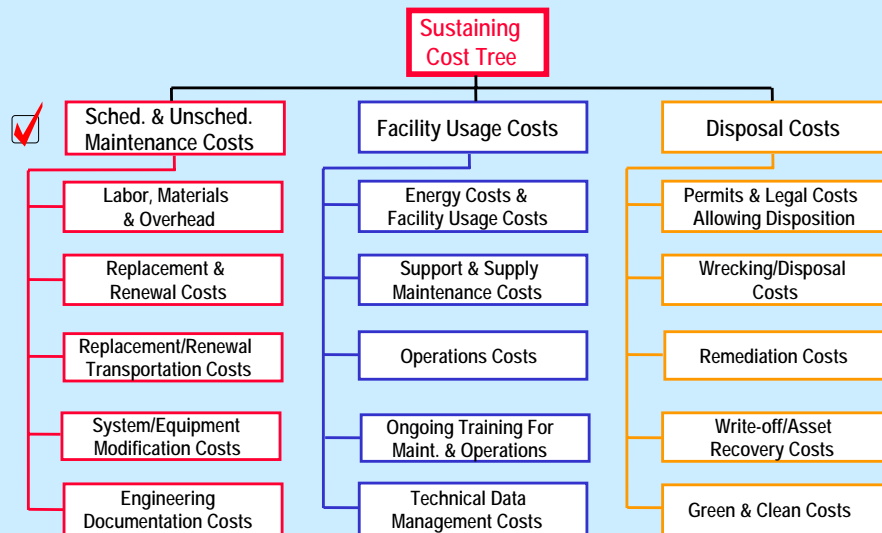 Sustaining
Cost Tree
Sched. & Unsched.
Maintenance Costs
Facility Usage Costs
Disposal Costs
Labor, Materials
& Overhead
Energy Costs &
Facility Usage Costs
Permits & Legal Costs
Allowing Disposition
Replacement &
Renewal Costs
Support & Supply
Maintenance Costs
Wrecking/Disposal
Costs
Replacement/Renewal
Transportation Costs
Operations Costs
Remediation Costs
System/Equipment
Modification Costs
Ongoing Training For
Maint. & Operations
Write-off/Asset
Recovery Costs
Engineering
Documentation Costs
Technical Data
Management Costs
Green & Clean Costs